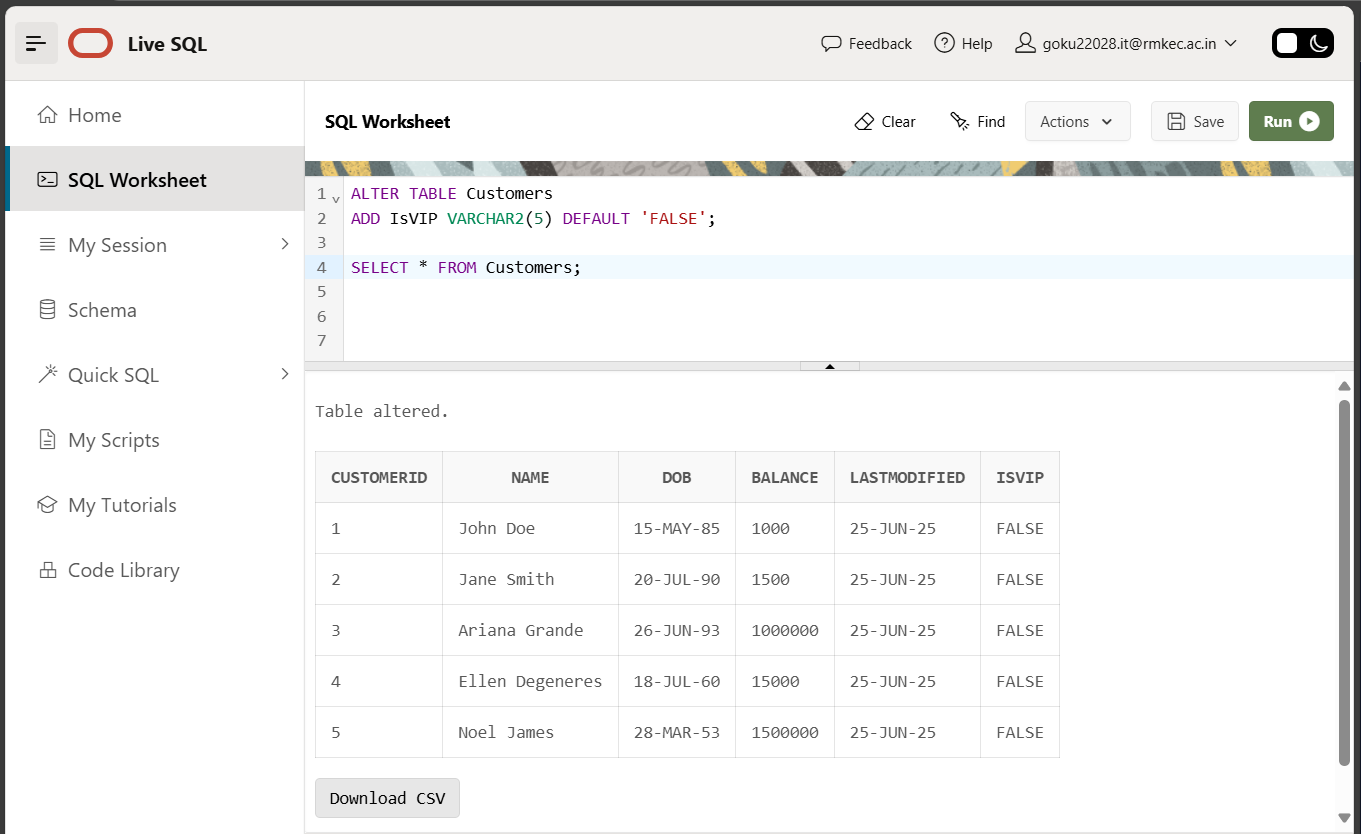 Live SQL
Feedback
Help
goku22028.it@rmkec.ac.in
Home
SQL Worksheet
My Session
Schema
Quick SQL
My Scripts
My Tutorials
Code Library
SQL Worksheet
Clear
Find
Actions
Save
Run
1 ALTER TABLE Customers
2 ADD IsVIP VARCHAR2(5) DEFAULT 'FALSE';
3
4 SELECT * FROM Customers;
5
6
7
Table altered.
CUSTOMERID NAME DOB BALANCE LASTMODIFIED ISVIP
1 John Doe 15-MAY-85 1000 25-JUN-25 FALSE
2 Jane Smith 20-JUL-90 1500 25-JUN-25 FALSE
3 Ariana Grande 26-JUN-93 1000000 25-JUN-25 FALSE
4 Ellen Degeneres 18-JUL-60 15000 25-JUN-25 FALSE
5 Noel James 28-MAR-53 1500000 25-JUN-25 FALSE
Download CSV